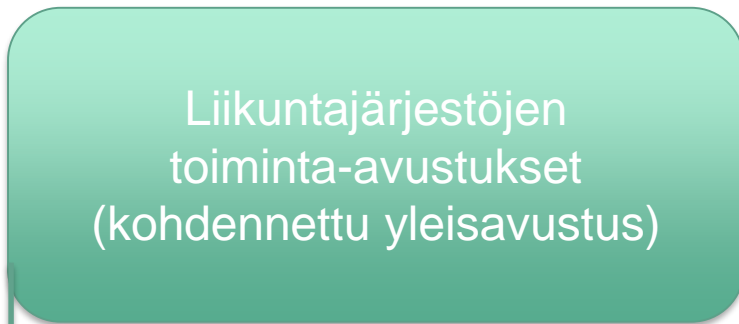 Liikuntajärjestöjen
toiminta-avustukset
(kohdennettu yleisavustus)